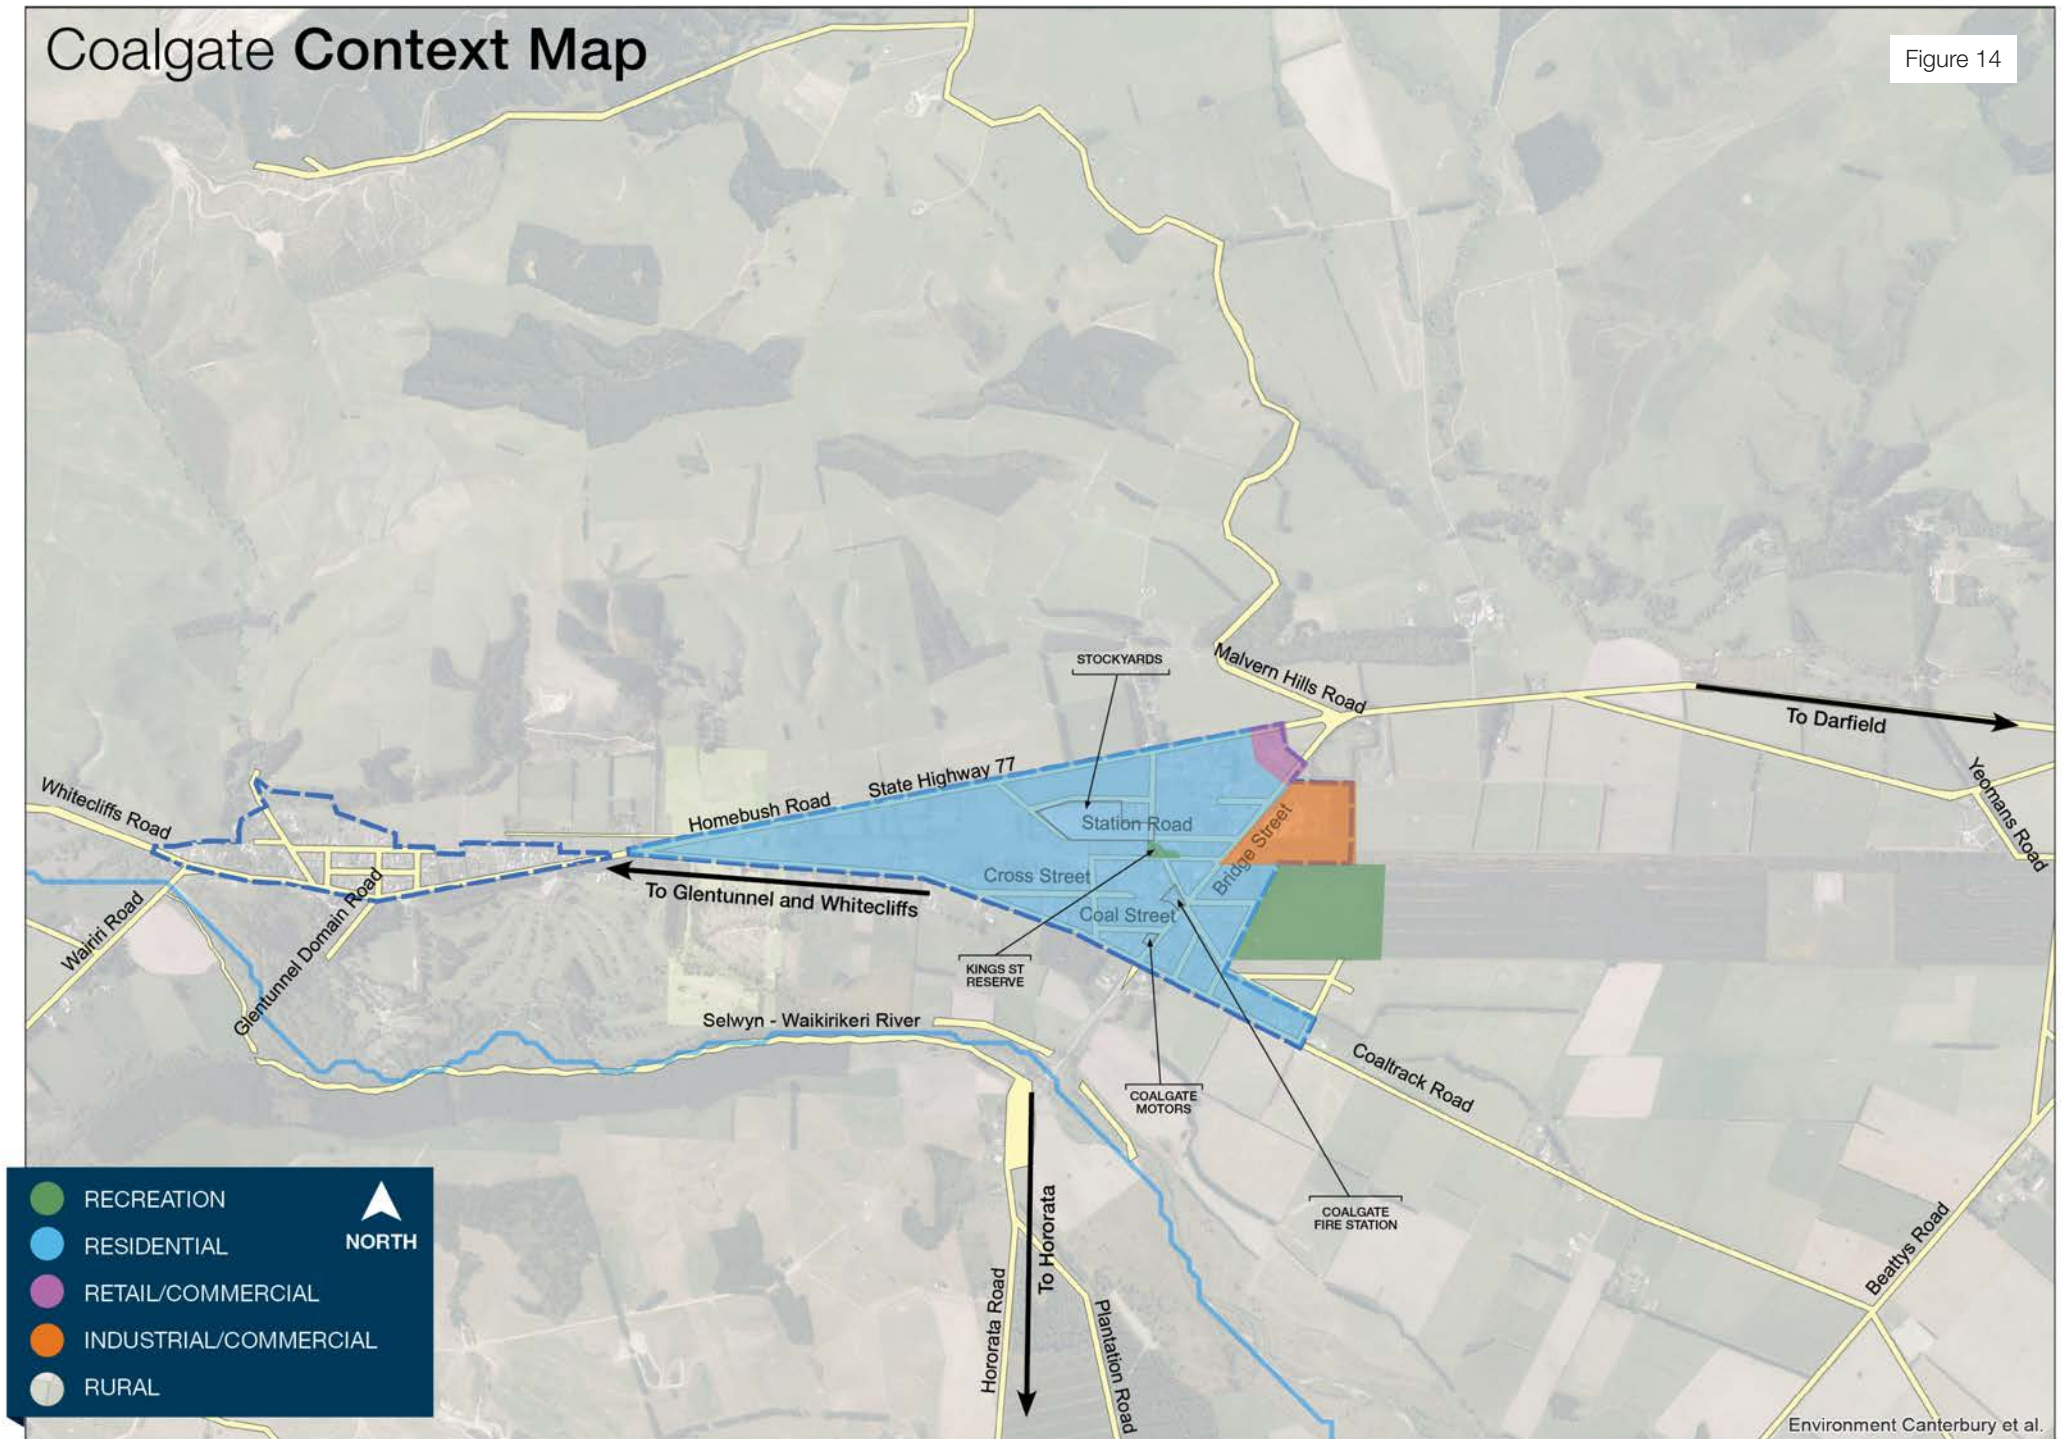 Coalgate Context Map
Figure 14
STOCKYARDS
Malvern Hills Road
To Darfield
Yeomans Road
State Highway 77
Homebush Road
Whitecliffs Road
Station Road
Bridge Street
Cross Street
Coal Street
To Glentunnel and Whitecliffs
Wairiri Road
Glentunnel Domain Road
KINGS ST
RESERVE
Selwyn - Waikirikeri River
Coaltrack Road
COALGATE
MOTORS
COALGATE
FIRE STATION
To Hororata
Hororata Road
Plantation Road
Beattys Road
RECREATION
RESIDENTIAL
RETAIL/COMMERCIAL
INDUSTRIAL/COMMERCIAL
RURAL
NORTH
Environment Canterbury et al.